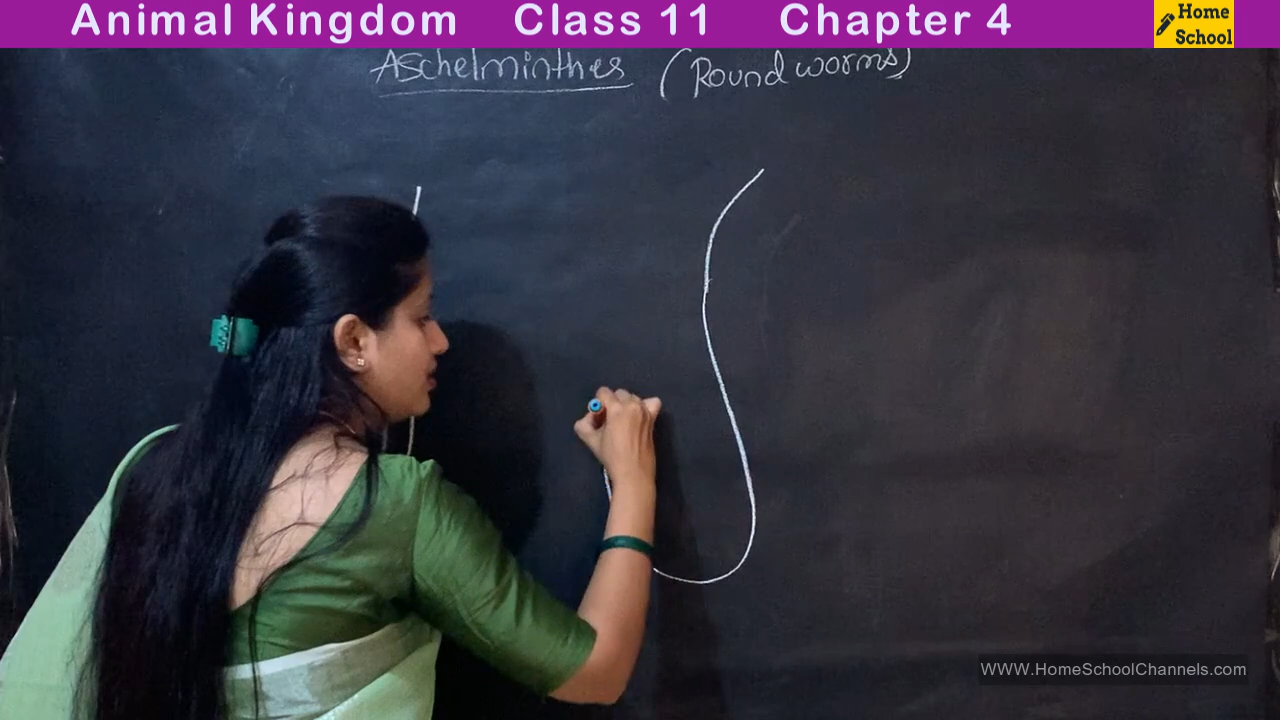 Animal Kingdom Class 11 Chapter 4
Home
School
Aschelminthes (Round worms)
WWW.HomeSchoolChannels.com